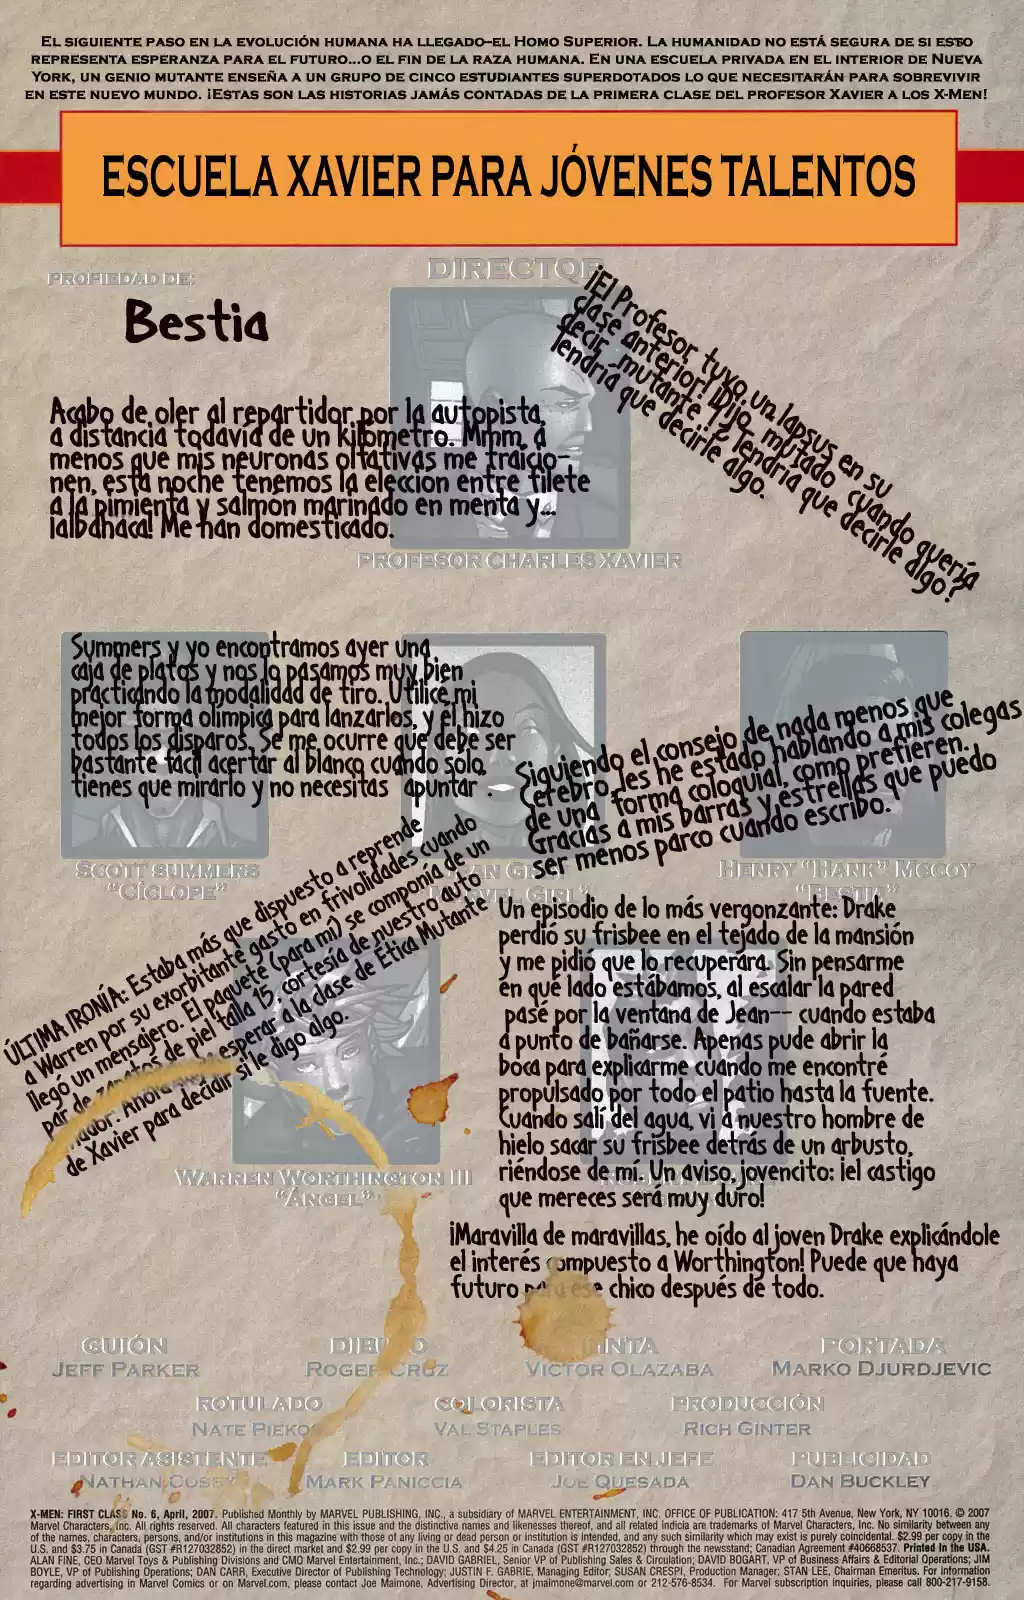 EL SIGUIENTE PASO EN LA EVOLUCIÓN HUMANA HA LLEGADO–EL HOMO SUPERIOR. LA HUMANIDAD NO ESTÁ SEGURA DE SI ESTO
REPRESENTA ESPERANZA PARA EL FUTURO...O EL FIN DE LA RAZA HUMANA. EN UNA ESCUELA PRIVADA EN EL INTERIOR DE NUEVA
YORK, UN GENIO MUTANTE ENSEÑA A UN GRUPO DE CINCO ESTUDIANTES SUPERDOTADOS LO QUE NECESITARÁN PARA SOBREVIVIR
EN ESTE NUEVO MUNDO. ¡ESTAS SON LAS HISTORIAS JAMÁS CONTADAS DE LA PRIMERA CLASE DEL PROFESOR XAVIER A LOS X-MEN!
ESCUELA XAVIER PARA JÓVENES TALENTOS
PROPIEDAD DE:
Bestia
DIRECTOR
¡El Profesor tuvo un lapsus en su
clase anterior! ¡Dijo mutado cuando quería
decir mutante! ¿Tendría que decirle algo?
Tendría que decirle algo.
Acabo de oler al repartidor por la autopista,
a distancia todavía de un kilómetro. Mmm, a
menos que mis neuronas olfativas me traicio-
nen, esta noche tenemos la elección entre filete
a la pimienta y salmón marinado en menta y...
¡albahaca! Me han domesticado.
PROFESOR CHARLES XAVIER
Summers y yo encontramos ayer una
caja de platos y nos lo pasamos muy bien
practicando la modalidad de tiro. Utilicé mi
mejor forma olímpica para lanzarlos, y él hizo
todos los disparos. Se me ocurre que debe ser
bastante fácil acertar al blanco cuando sólo
tienes que mirarlo y no necesitas apuntar .
Siguiendo el consejo de nada menos que
Cerebro, les he estado hablando a mis colegas
de una forma coloquial, como prefieren.
Gracias a mis barras y estrellas que puedo
ser menos parco cuando escribo.
SCOTT SUMMERS
"CÍCLOPE"
HENRY "HANK" MCCOY
"BESTIA"
ÚLTIMA IRONÍA: Estaba más que dispuesto a reprende
a Warren por su exorbitante gasto en frivolidades cuando
llegó un mensajero. El paquete (para mí) se componía de un
par de zapatos de piel talla 15, cortesía de nuestro auto
mador. Ahora esperar a la clase de Ética Mutante
de Xavier para decidir si le digo algo.
Un episodio de lo más vergonzante: Drake
perdió su frisbee en el tejado de la mansión
y me pidió que lo recuperara. Sin pensarme
en qué lado estábamos, al escalar la pared
pasé por la ventana de Jean-- cuando estaba
a punto de bañarse. Apenas pude abrir la
boca para explicarme cuando me encontré
propulsado por todo el patio hasta la fuente.
Cuando salí del agua, vi a nuestro hombre de
hielo sacar su frisbee detrás de un arbusto,
riéndose de mí. Un aviso, jovencito: ¡el castigo
que mereces será muy duro!
WARREN WORTHINGTON III
"ÁNGEL"
¡Maravilla de maravillas, he oído al joven Drake explicándole
el interés compuesto a Worthington! Puede que haya
futuro para ese chico después de todo.
GUIÓN DIBUJO TINTA PORTADA
JEFF PARKER ROGER CRUZ VICTOR OLAZABA MARKO DJURDJEVIC
ROTULADO COLORISTA PRODUCCIÓN
NATE PIEKOS VAL STAPLES RICH GINTER
EDITOR ASISTENTE EDITOR EDITOR EN JEFE PUBLICIDAD
NATHAN COSBY MARK PANICCIA JOE QUESADA DAN BUCKLEY
X-MEN: FIRST CLASS No. 6, April, 2007. Published Monthly by MARVEL PUBLISHING, INC., a subsidiary of MARVEL ENTERTAINMENT, INC. OFFICE OF PUBLICATION: 417 5th Avenue, New York, NY 10016. © 2007
Marvel Characters, Inc. All rights reserved. All characters featured in this issue and the distinctive names and likenesses thereof, and all related indicia are trademarks of Marvel Characters, Inc. No similarity between any
of the names, characters, persons, and/or institutions in this magazine with those of any living or dead person or institution is intended, and any such similarity which may exist is purely coincidental. $2.99 per copy in the
U.S. and $3.75 in Canada (GST #R127032852) in the direct market and $2.99 per copy in the U.S. and $4.25 in Canada (GST #R127032852) through the newsstand; Canadian Agreement #40668537. Printed in the USA.
ALAN FINE, CEO Marvel Toys & Publishing Divisions and CMO Marvel Entertainment, Inc.; DAVID GABRIEL, Senior VP of Publishing Sales & Circulation; DAVID BOGART, VP of Business Affairs & Editorial Operations; JIM
BOYLE, VP of Publishing Operations; DAN CARR, Executive Director of Publishing Technology; JUSTIN F. GABRIE, Managing Editor; SUSAN CRESPI, Production Manager; STAN LEE, Chairman Emeritus. For information
regarding advertising in Marvel Comics or on Marvel.com, please contact Joe Maimone, Advertising Director, at jmaimone@marvel.com or 212-576-8534. For Marvel subscription inquiries, please call 800-217-9158.